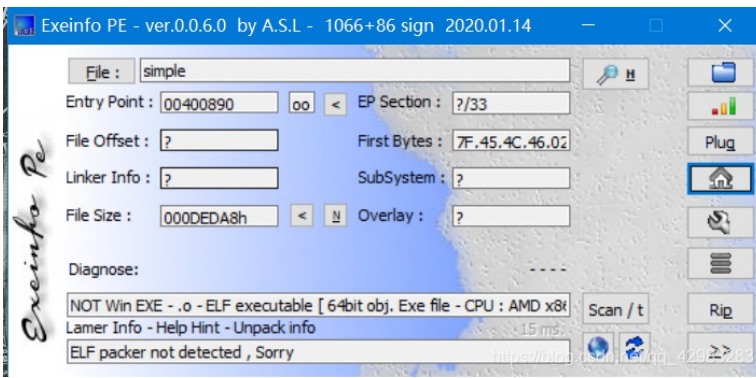 Exeinfo PE - ver.0.0.6.0 by A.S.L - 1066+86 sign 2020.01.14
File : simple H
Entry Point : 00400890 oo < EP Section : ?/33
File Offset : ? First Bytes : 7F.45.4C.46.02 Plug
Linker Info : ? SubSystem : ?
File Size : 000DEDA8h < N Overlay : ?
Diagnose: ----
NOT Win EXE - .o - ELF executable [ 64bit obj. Exe file - CPU : AMD x86 Scan / t Rip
Lamer Info - Help Hint - Unpack info 15 ms.
ELF packer not detected , Sorry >>
Exeinfo Pe